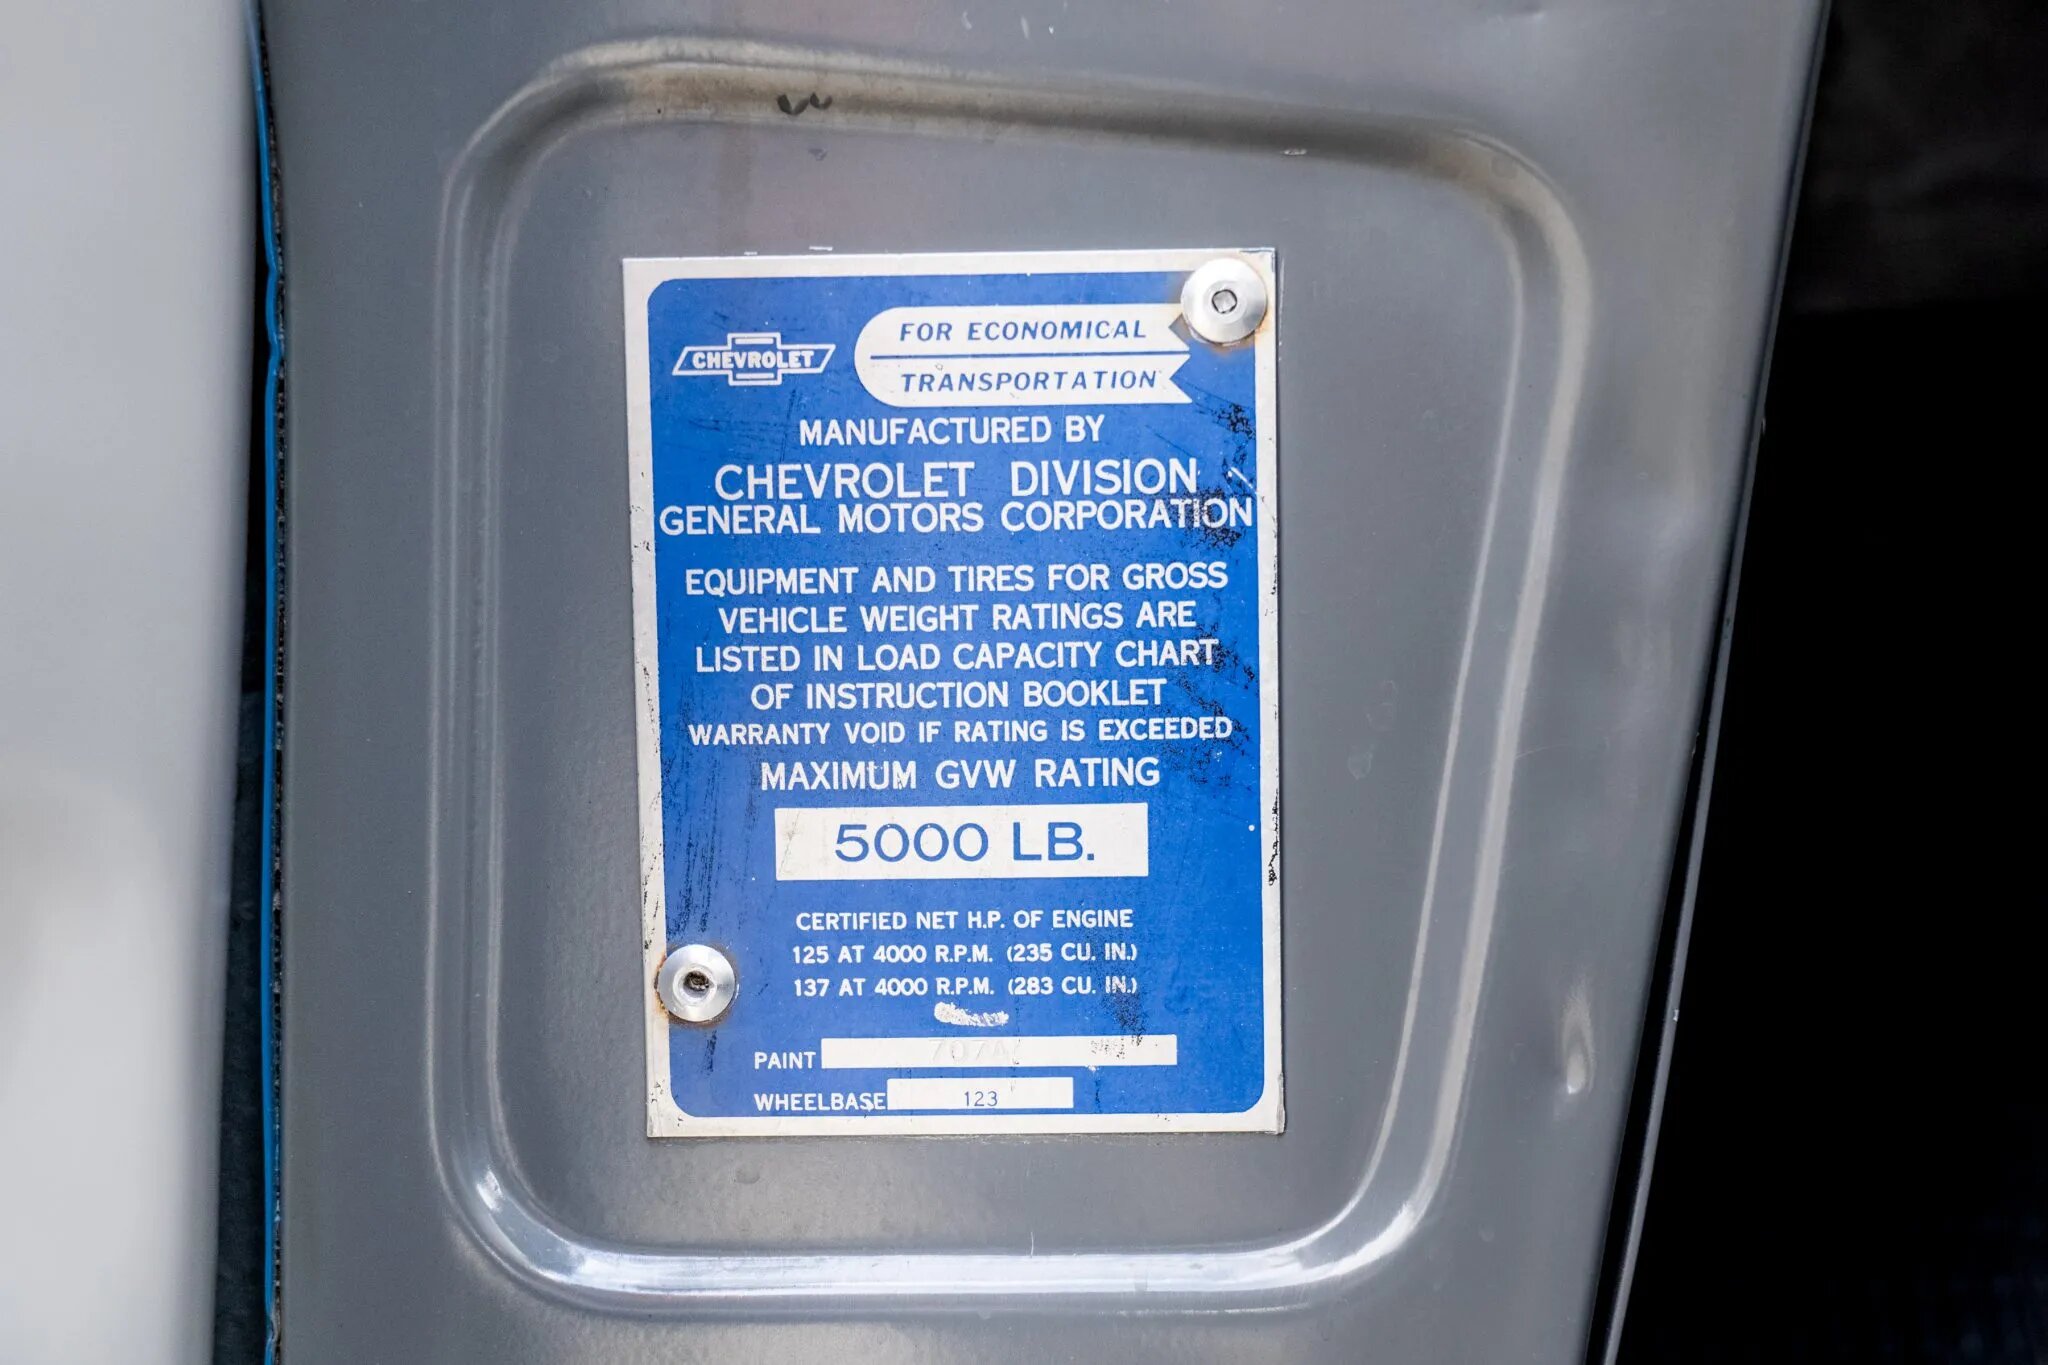 CHEVROLET
FOR ECONOMICAL
TRANSPORTATION
MANUFACTURED BY
CHEVROLET DIVISION
GENERAL MOTORS CORPORATION
EQUIPMENT AND TIRES FOR GROSS
VEHICLE WEIGHT RATINGS ARE
LISTED IN LOAD CAPACITY CHART
OF INSTRUCTION BOOKLET
WARRANTY VOID IF RATING IS EXCEEDED
MAXIMUM GVW RATING
5000 LB.
CERTIFIED NET H.P. OF ENGINE
125 AT 4000 R.P.M. (235 CU. IN.)
137 AT 4000 R.P.M. (283 CU. IN.)
PAINT 707A
WHEELBASE 123